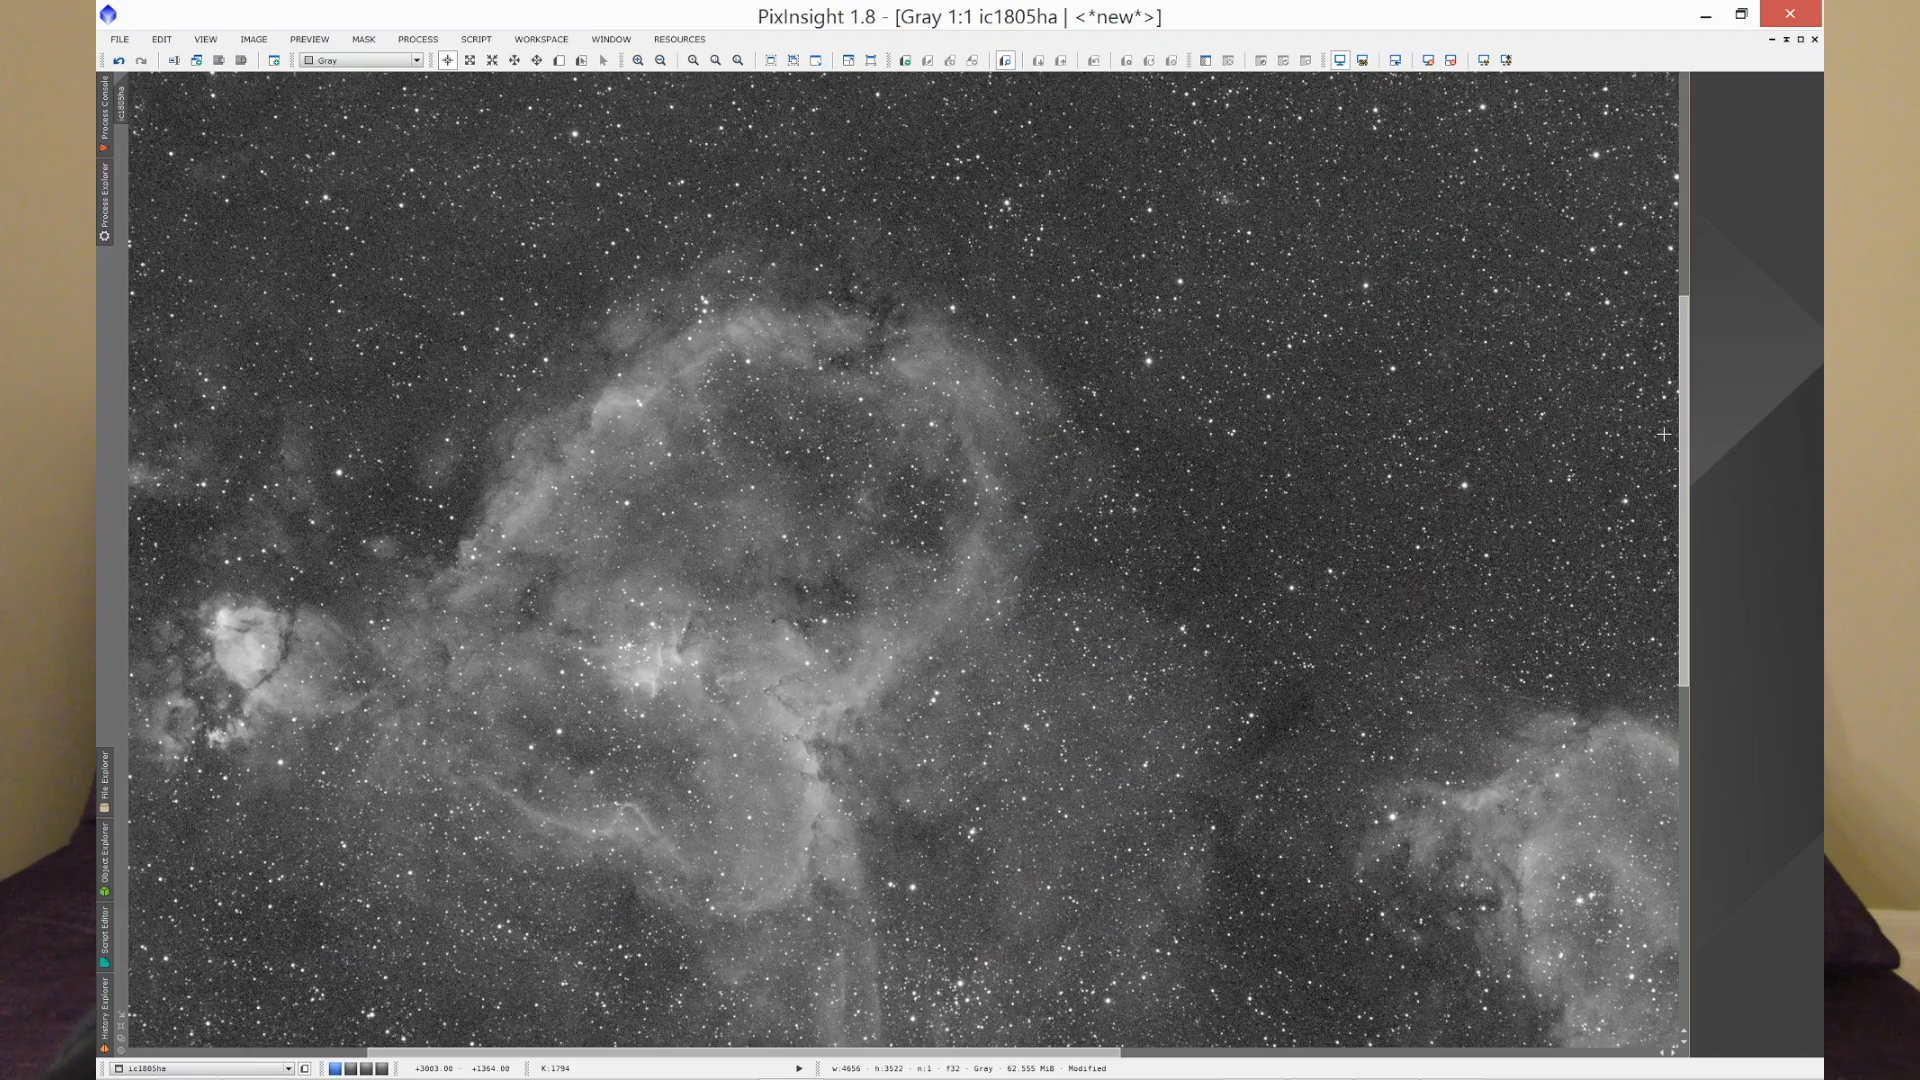 PixInsight 1.8 - [Gray 1:1 ic1805ha | <*new*>]
FILE EDIT VIEW IMAGE PREVIEW MASK PROCESS SCRIPT WORKSPACE WINDOW RESOURCES
Gray
Process Console
ic1805ha
Process Explorer
File Explorer
Object Explorer
Script Editor
History Explorer
ic1805ha +3003.00 · +1364.00 K:1794 w:4656 · h:3522 · n:1 · f32 · Gray · 62.555 MiB · Modified